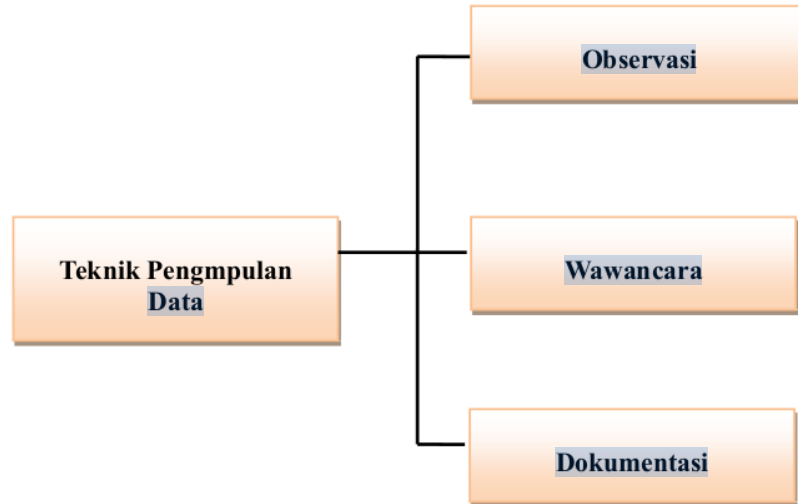 Observasi
Teknik Pengmpulan
Data
Wawancara
Dokumentasi